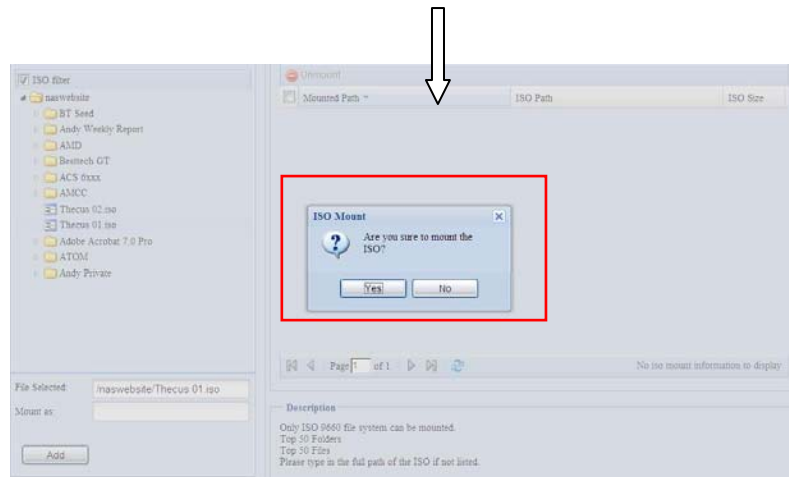 ISO filter
naswebsite
BT Seed
Andy Weekly Report
AMD
Besttech GT
ACS 6xxx
AMCC
Thecus 02.iso
Thecus 01.iso
Adobe Acrobat 7.0 Pro
ATOM
Andy Private
File Selected: /naswebsite/Thecus 01.iso
Mount as:
Add
Unmount
Mounted Path ISO Path ISO Size
ISO Mount
Are you sure to mount the
ISO?
Yes No
Page 1 of 1 No iso mount information to display
Description
Only ISO 9660 file system can be mounted.
Top 50 Folders
Top 50 Files
Please type in the full path of the ISO if not listed.